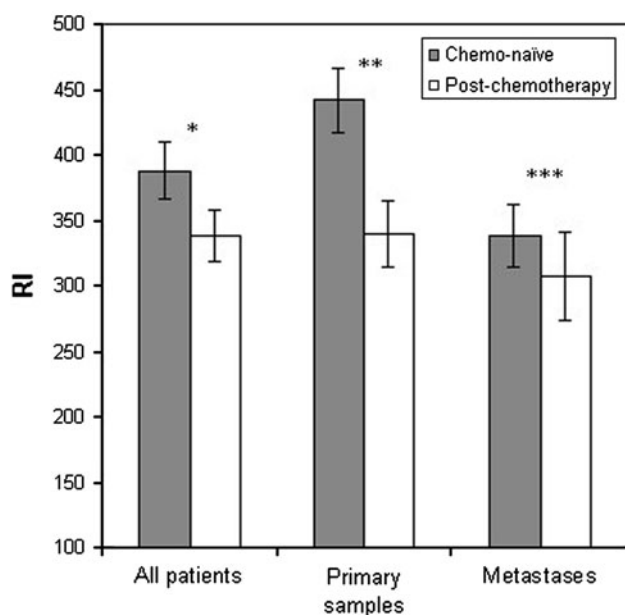 500
450
400
350
300
250
200
150
100
RI
Chemo-naïve
Post-chemotherapy
*
**
***
All patients
Primary
samples
Metastases